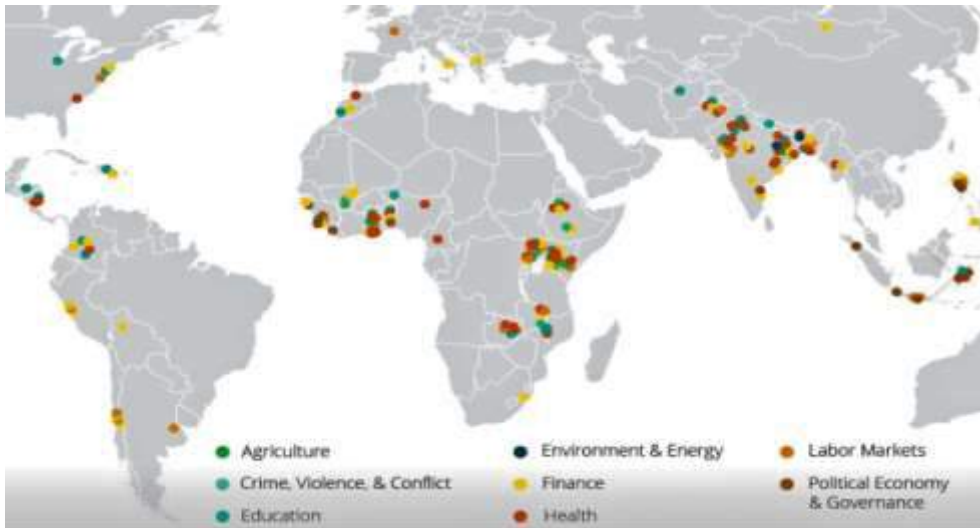 Agriculture
Crime, Violence, & Conflict
Education
Environment & Energy
Finance
Health
Labor Markets
Political Economy
& Governance